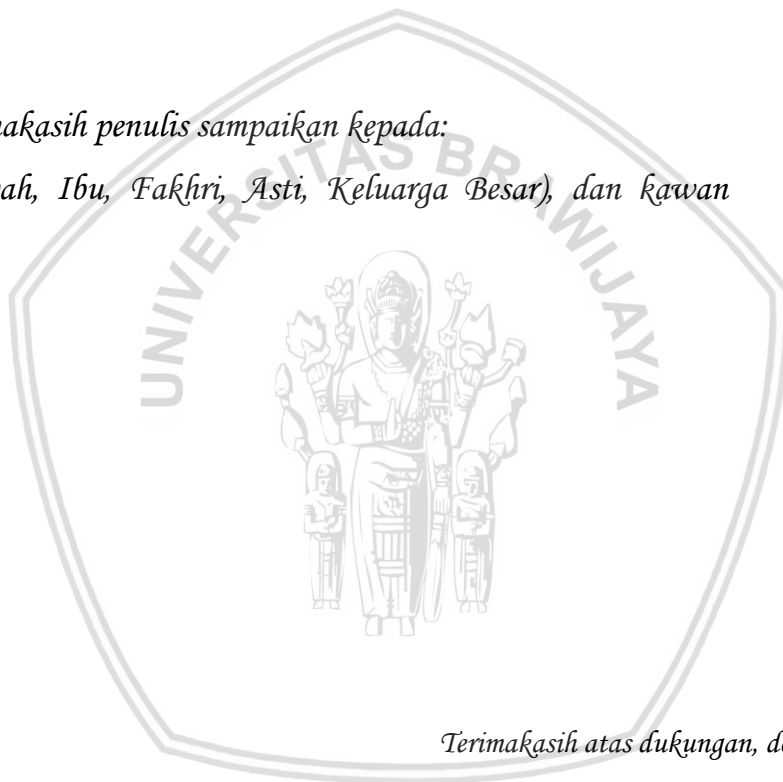 akasih penulis sampaikan kepada:
ah, Ibu, Fakhri, Asti, Keluarga Besar), dan kawan
UNIVERSITAS BRAWIJAYA
Terimakasih atas dukungan,